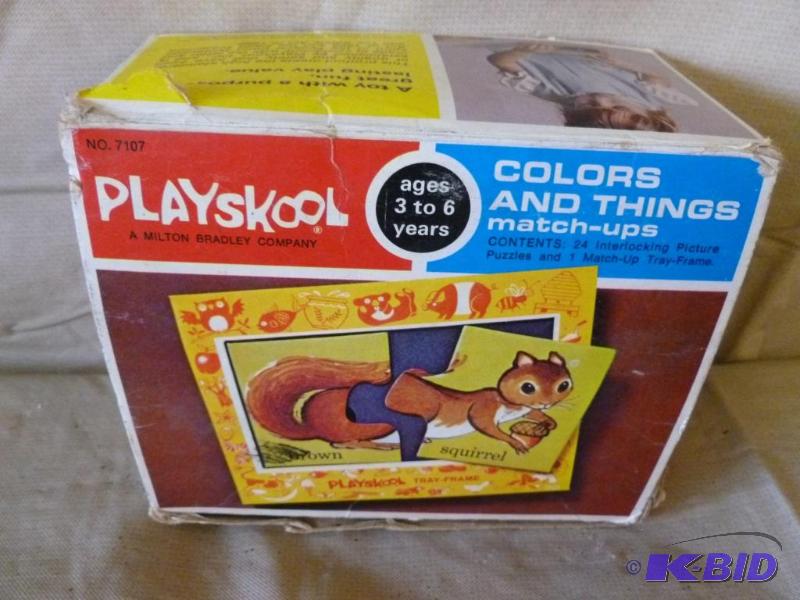 A toy with a purpose
great fun,
lasting play value.
NO. 7107
PLAYSKOOL®
A MILTON BRADLEY COMPANY
ages
3 to 6
years
COLORS
AND THINGS
match-ups
CONTENTS: 24 Interlocking Picture
Puzzles and 1 Match-Up Tray-Frame.
brown
squirrel
PLAYSKOOL TRAY-FRAME
© K-BID